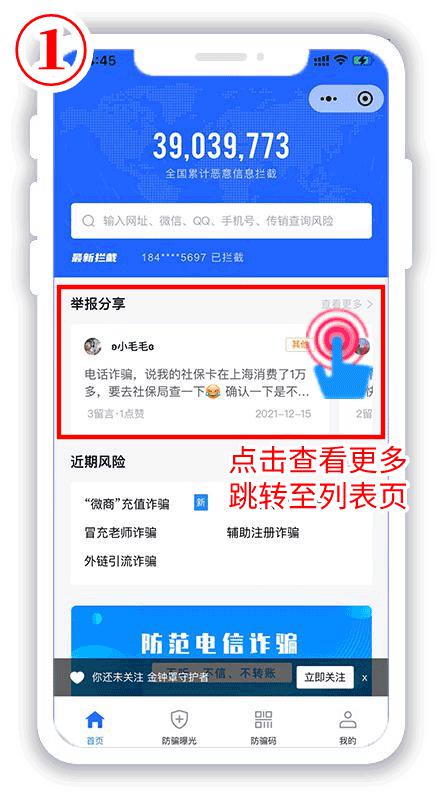 1
:45
39,039,773
全国累计恶意信息拦截
输入网址、微信、QQ、手机号、传销查询风险
最新拦截 184****5697 已拦截
举报分享 查看更多 >
ʚ小毛毛ɞ 其他
电话诈骗，说我的社保卡在上海消费了1万
多，要去社保局查一下😂 确认一下是不...
3留言·1点赞 2021-12-15 2留
近期风险
点击查看更多
跳转至列表页
“微商”充值诈骗 新
冒充老师诈骗 辅助注册诈骗
外链引流诈骗
防范电信诈骗
不听、不信、不转账
你还未关注 金钟罩守护者 立即关注 x
首页 防骗曝光 防骗码 我的